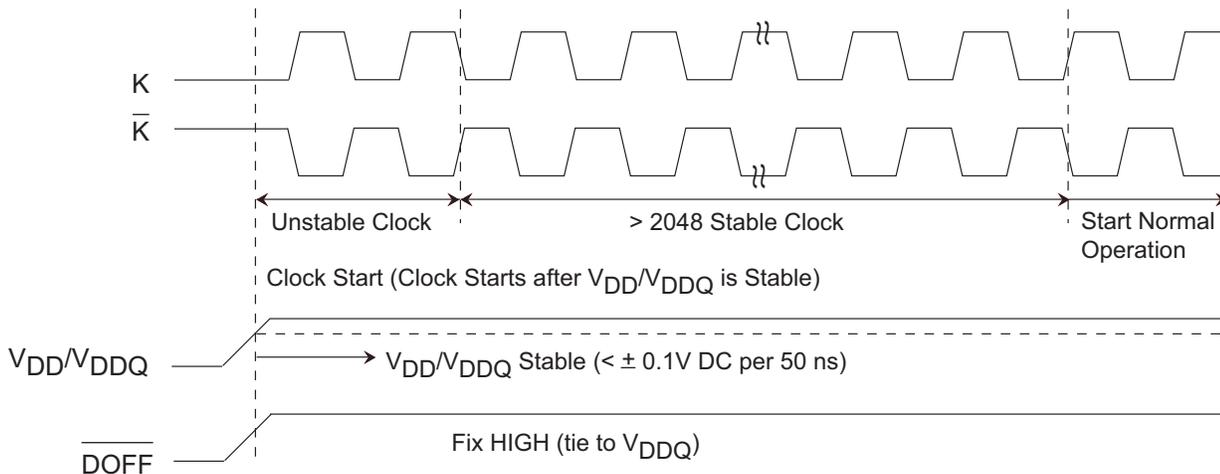 K
K̅
Unstable Clock
> 2048 Stable Clock
Start Normal
Operation
Clock Start (Clock Starts after VDD/VDDQ is Stable)
VDD/VDDQ
VDD/VDDQ Stable (< ± 0.1V DC per 50 ns)
Fix HIGH (tie to VDDQ)
D̅O̅F̅F̅